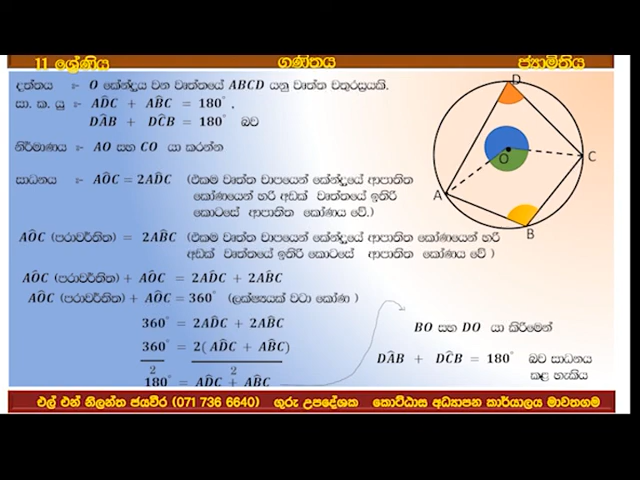 11 ශ්‍රේණිය ගණිතය ජ්‍යාමිතිය
දත්තය :- O කේන්ද්‍රය වන වෘත්තයේ ABCD යනු වෘත්ත චතුරස්‍රයකි.
සා. ක. යු :- AD̂C + AB̂C = 180° ,
DÂB + DĈB = 180° බව
නිර්මාණය :- AO සහ CO යා කරන්න
සාධනය :- AÔC = 2AD̂C (එකම වෘත්ත චාපයෙන් කේන්ද්‍රයේ ආපාතිත
කෝණයෙන් හරි අඩක් වෘත්තයේ ඉතිරි
කොටසේ ආපාතිත කෝණය වේ.)
AÔC (පරාවර්තිත) = 2AB̂C (එකම වෘත්ත චාපයෙන් කේන්ද්‍රයේ ආපාතිත කෝණයෙන් හරි
අඩක් වෘත්තයේ ඉතිරි කොටසේ ආපාතිත කෝණය වේ )
AÔC (පරාවර්තිත) + AÔC = 2AD̂C + 2AB̂C
AÔC (පරාවර්තිත) + AÔC = 360° (ලක්ෂ්‍යයක් වටා කෝණ )
360° = 2AD̂C + 2AB̂C
360° = 2( AD̂C + AB̂C)
2 2
180° = AD̂C + AB̂C
BO සහ DO යා කිරීමෙන්
DÂB + DĈB = 180° බව සාධනය
කළ හැකිය
D
C
O
A
B
එල් එන් නිලන්ත ජයවීර (071 736 6640) ගුරු උපදේශක කොට්ඨාස අධ්‍යාපන කාර්යාලය මාවතගම